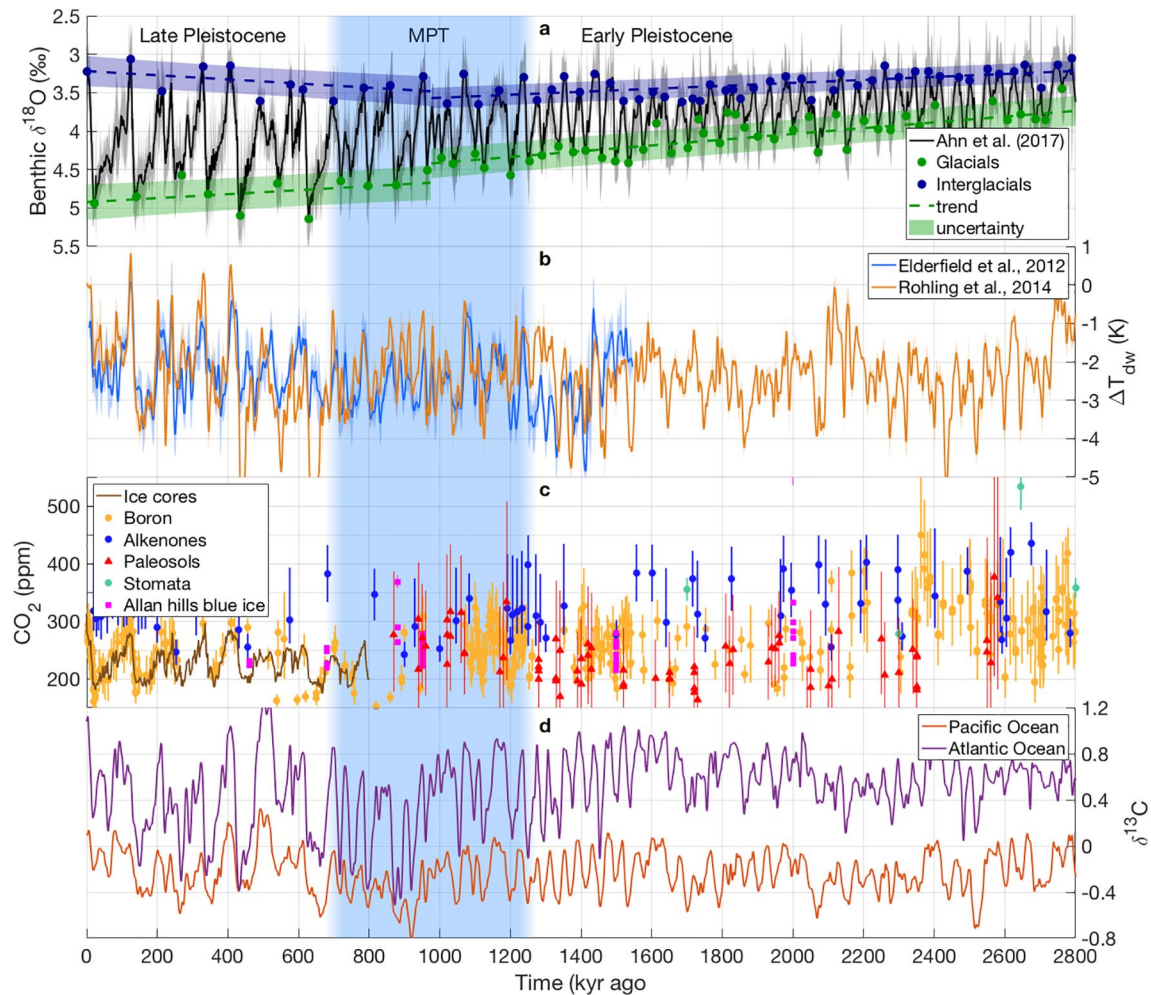 Late Pleistocene MPT a Early Pleistocene
2.5
3
3.5
4
4.5
5
5.5
Benthic δ¹⁸O (‰)
Ahn et al. (2017)
Glacials
Interglacials
trend
uncertainty
b
Elderfield et al., 2012
Rohling et al., 2014
1
0
-1
-2
-3
-4
-5
ΔT_dw (K)
c
Ice cores
Boron
Alkenones
Paleosols
Stomata
Allan hills blue ice
500
400
300
200
CO₂ (ppm)
d
Pacific Ocean
Atlantic Ocean
1.2
0.8
0.4
0
-0.4
-0.8
δ¹³C
0 200 400 600 800 1000 1200 1400 1600 1800 2000 2200 2400 2600 2800
Time (kyr ago